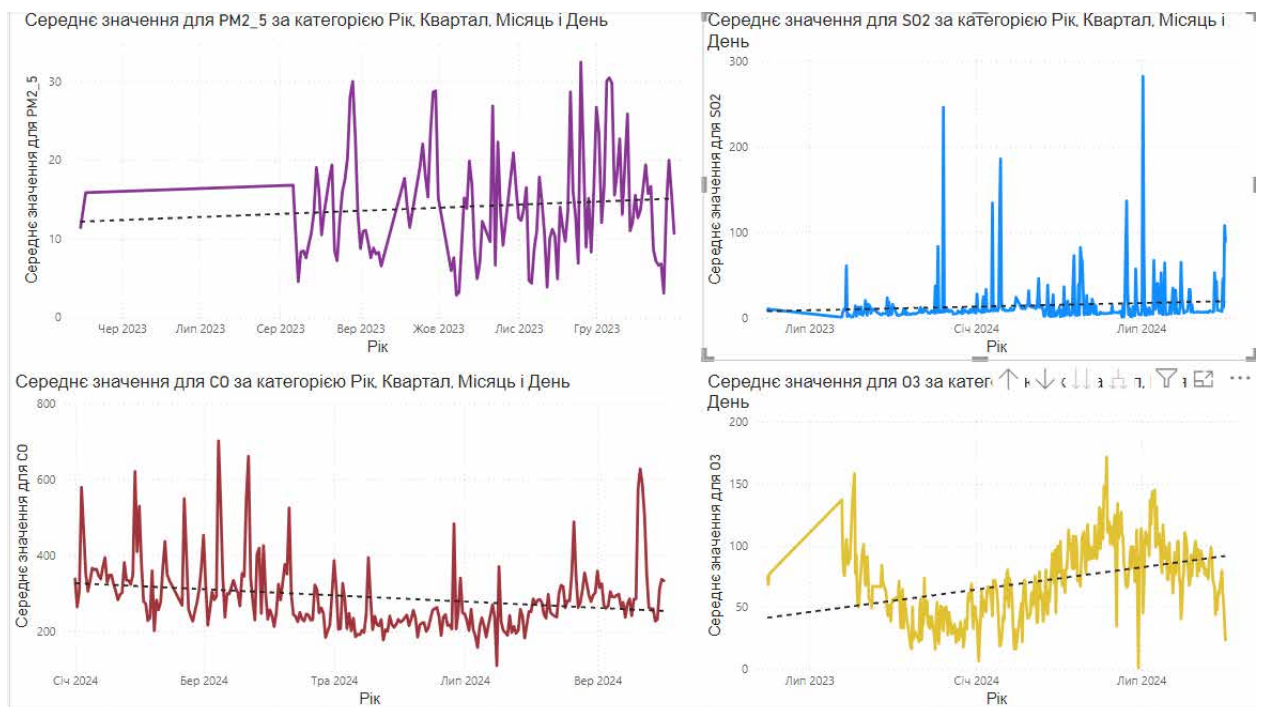 Середнє значення для PM2_5 за категорією Рік, Квартал, Місяць і День
Середнє значення для PM2_5
30
20
10
0
Чер 2023 Лип 2023 Сер 2023 Вер 2023 Жов 2023 Лис 2023 Гру 2023
Рік
Середнє значення для SO2 за категорією Рік, Квартал, Місяць і
День
Середнє значення для SO2
300
200
100
0
Лип 2023 Січ 2024 Лип 2024
Рік
Середнє значення для CO за категорією Рік, Квартал, Місяць і День
Середнє значення для CO
800
600
400
200
Січ 2024 Бер 2024 Тра 2024 Лип 2024 Вер 2024
Рік
Середнє значення для O3 за
День
Середнє значення для O3
200
150
100
50
0
Лип 2023 Січ 2024 Лип 2024
Рік